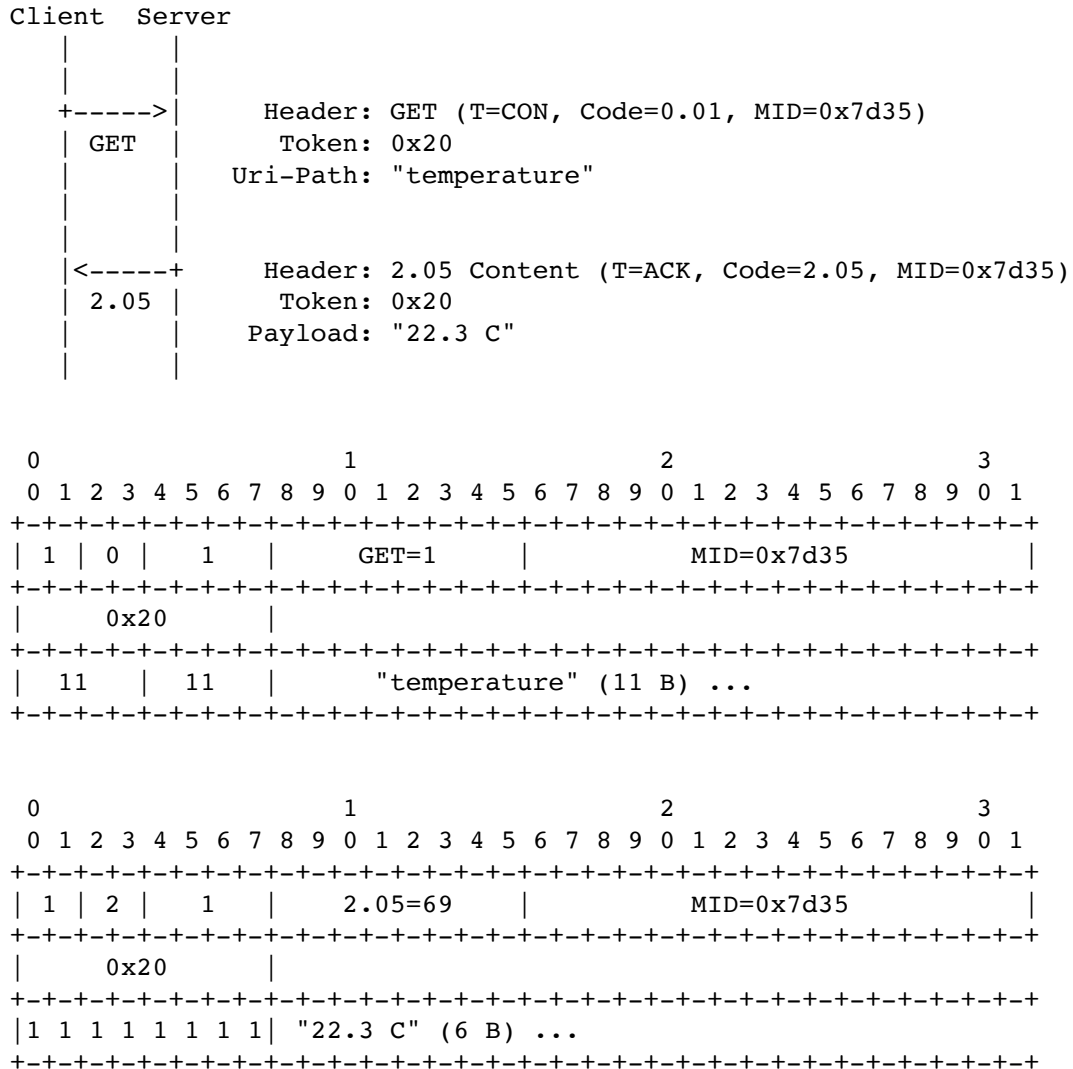 Client  Server
   |      |
   |      |
   +----->|     Header: GET (T=CON, Code=0.01, MID=0x7d35)
   | GET  |      Token: 0x20
   |      |   Uri-Path: "temperature"
   |      |
   |      |
   |<-----+     Header: 2.05 Content (T=ACK, Code=2.05, MID=0x7d35)
   | 2.05 |      Token: 0x20
   |      |    Payload: "22.3 C"
   |      |
 0                   1                   2                   3
 0 1 2 3 4 5 6 7 8 9 0 1 2 3 4 5 6 7 8 9 0 1 2 3 4 5 6 7 8 9 0 1
+-+-+-+-+-+-+-+-+-+-+-+-+-+-+-+-+-+-+-+-+-+-+-+-+-+-+-+-+-+-+-+-+
| 1 | 0 |   1   |     GET=1     |          MID=0x7d35           |
+-+-+-+-+-+-+-+-+-+-+-+-+-+-+-+-+-+-+-+-+-+-+-+-+-+-+-+-+-+-+-+-+
|     0x20      |
+-+-+-+-+-+-+-+-+-+-+-+-+-+-+-+-+-+-+-+-+-+-+-+-+-+-+-+-+-+-+-+-+
|  11   |  11   |      "temperature" (11 B) ...
+-+-+-+-+-+-+-+-+-+-+-+-+-+-+-+-+-+-+-+-+-+-+-+-+-+-+-+-+-+-+-+-+
 0                   1                   2                   3
 0 1 2 3 4 5 6 7 8 9 0 1 2 3 4 5 6 7 8 9 0 1 2 3 4 5 6 7 8 9 0 1
+-+-+-+-+-+-+-+-+-+-+-+-+-+-+-+-+-+-+-+-+-+-+-+-+-+-+-+-+-+-+-+-+
| 1 | 2 |   1   |    2.05=69    |          MID=0x7d35           |
+-+-+-+-+-+-+-+-+-+-+-+-+-+-+-+-+-+-+-+-+-+-+-+-+-+-+-+-+-+-+-+-+
|     0x20      |
+-+-+-+-+-+-+-+-+-+-+-+-+-+-+-+-+-+-+-+-+-+-+-+-+-+-+-+-+-+-+-+-+
|1 1 1 1 1 1 1 1| "22.3 C" (6 B) ...
+-+-+-+-+-+-+-+-+-+-+-+-+-+-+-+-+-+-+-+-+-+-+-+-+-+-+-+-+-+-+-+-+